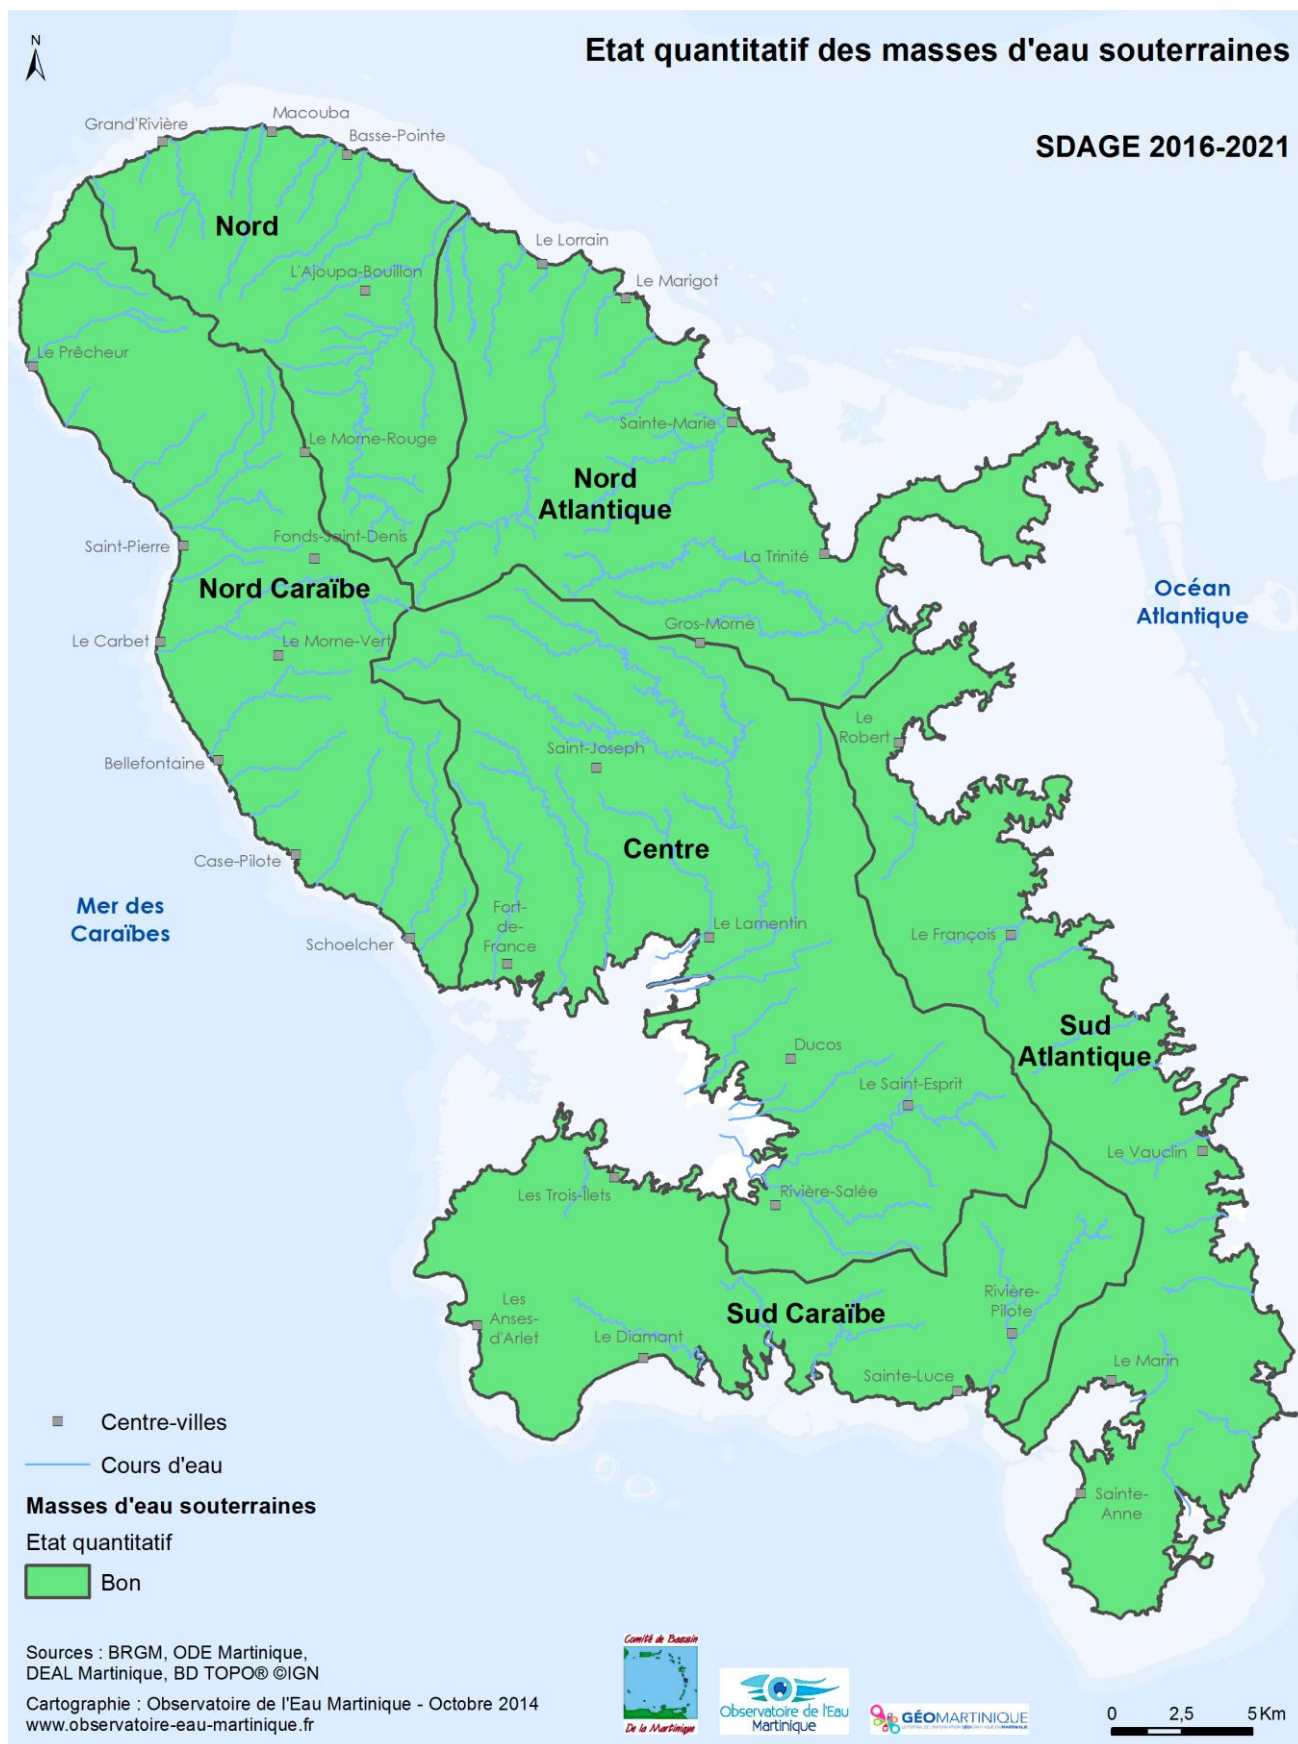 N
Etat quantitatif des masses d'eau souterraines
SDAGE 2016-2021
Grand'Rivière
Macouba
Basse-Pointe
Nord
L'Ajoupa-Bouillon
Le Lorrain
Le Marigot
Le Prêcheur
Le Morne-Rouge
Sainte-Marie
Nord
Atlantique
Saint-Pierre
Fonds-Saint-Denis
La Trinité
Nord Caraïbe
Océan
Atlantique
Le Carbet
Le Morne-Vert
Gros-Morne
Le
Robert
Bellefontaine
Saint-Joseph
Centre
Case-Pilote
Mer des
Caraïbes
Schoelcher
Fort-
de-
France
Le Lamentin
Le François
Sud
Atlantique
Ducos
Le Saint-Esprit
Le Vauclin
Les Trois-Ilets
Rivière-Salée
Les
Anses-
d'Arlet
Sud Caraïbe
Rivière-
Pilote
Le Diamant
Sainte-Luce
Le Marin
Sainte-
Anne
Centre-villes
Cours d'eau
Masses d'eau souterraines
Etat quantitatif
Bon
Sources : BRGM, ODE Martinique,
DEAL Martinique, BD TOPO® ©IGN
Cartographie : Observatoire de l'Eau Martinique - Octobre 2014
www.observatoire-eau-martinique.fr
Comité de Bassin
De la Martinique
Observatoire de l'Eau
Martinique
GÉOMARTINIQUE
0 2,5 5 Km